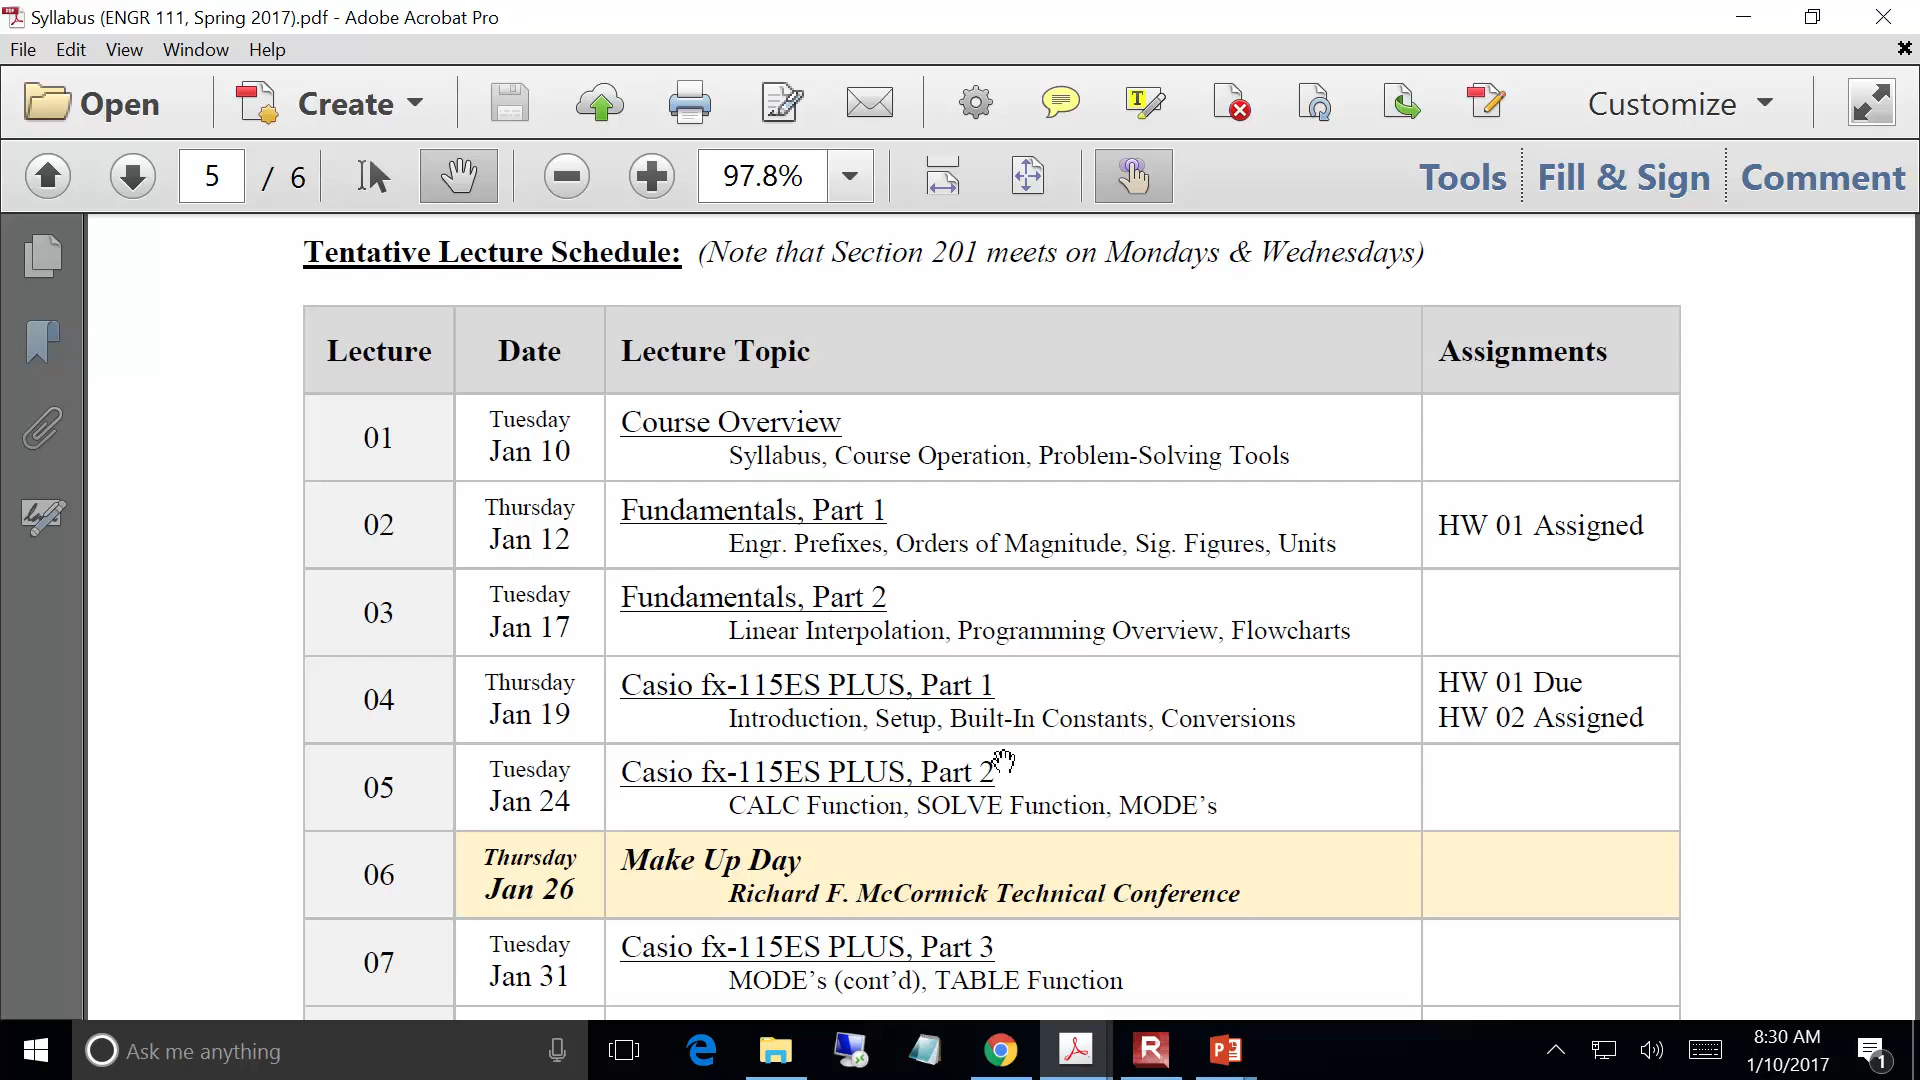 Syllabus (ENGR 111, Spring 2017).pdf - Adobe Acrobat Pro
File Edit View Window Help
Open Create Customize
5 / 6 97.8% Tools Fill & Sign Comment
Tentative Lecture Schedule: (Note that Section 201 meets on Mondays & Wednesdays)
Lecture Date Lecture Topic Assignments
01 Tuesday Jan 10 Course Overview
Syllabus, Course Operation, Problem-Solving Tools
02 Thursday Jan 12 Fundamentals, Part 1 HW 01 Assigned
Engr. Prefixes, Orders of Magnitude, Sig. Figures, Units
03 Tuesday Jan 17 Fundamentals, Part 2
Linear Interpolation, Programming Overview, Flowcharts
04 Thursday Jan 19 Casio fx-115ES PLUS, Part 1 HW 01 Due
Introduction, Setup, Built-In Constants, Conversions HW 02 Assigned
05 Tuesday Jan 24 Casio fx-115ES PLUS, Part 2
CALC Function, SOLVE Function, MODE's
06 Thursday Jan 26 Make Up Day
Richard F. McCormick Technical Conference
07 Tuesday Jan 31 Casio fx-115ES PLUS, Part 3
MODE's (cont'd), TABLE Function
Ask me anything
8:30 AM
1/10/2017
1